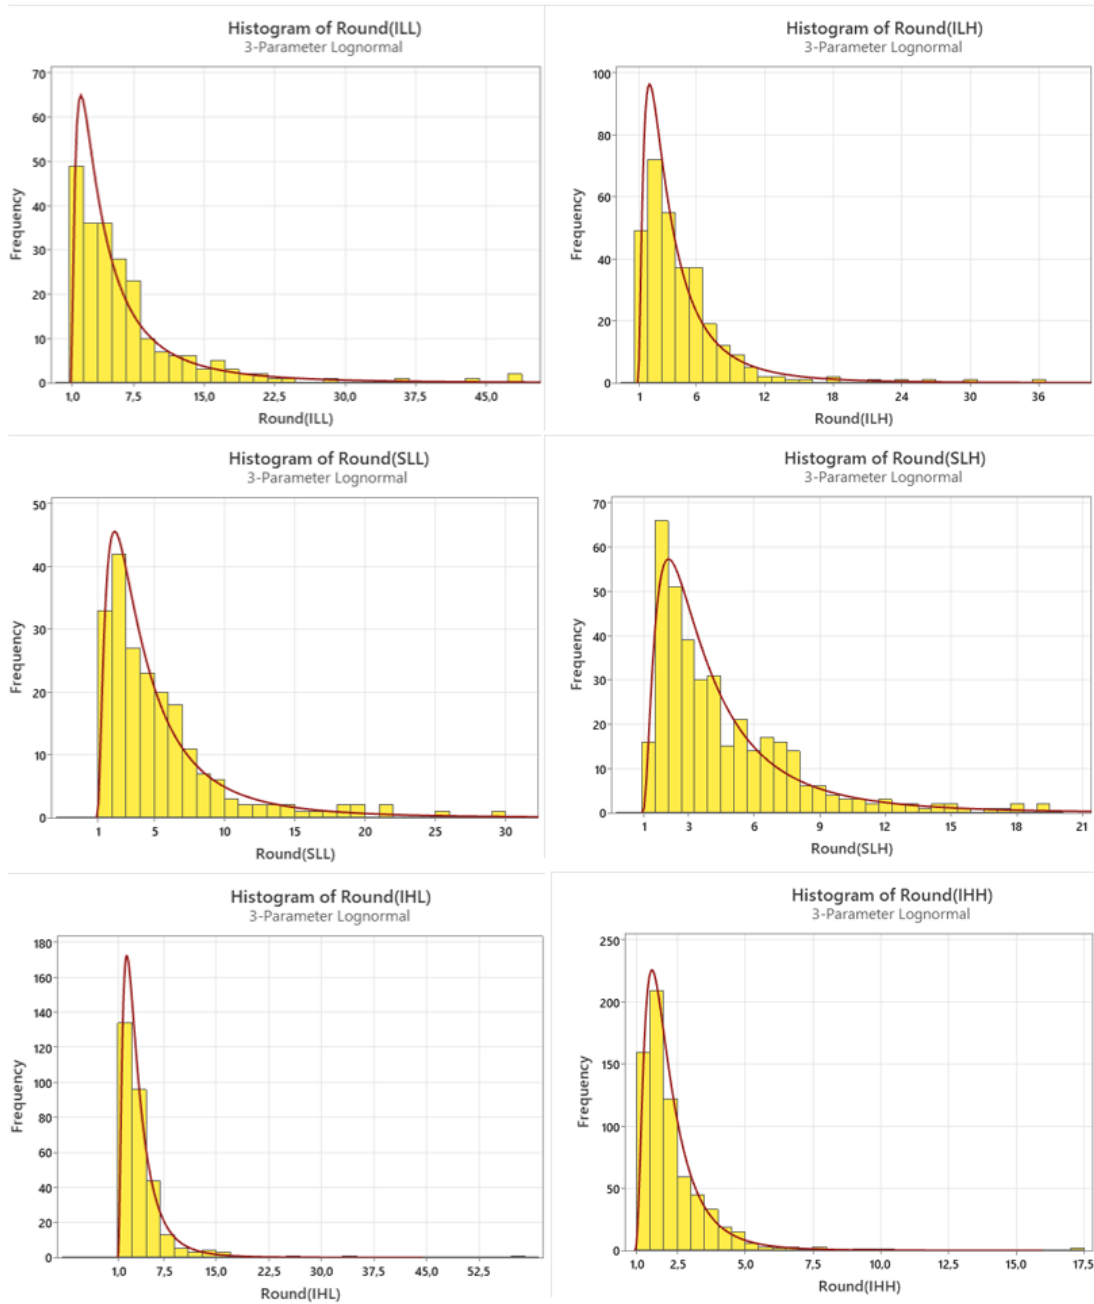 Histogram of Round(ILL)
3-Parameter Lognormal
70
60
50
40
30
20
10
0
Frequency
1,0 7,5 15,0 22,5 30,0 37,5 45,0
Round(ILL)
Histogram of Round(ILH)
3-Parameter Lognormal
100
80
60
40
20
0
Frequency
1 6 12 18 24 30 36
Round(ILH)
Histogram of Round(SLL)
3-Parameter Lognormal
50
40
30
20
10
0
Frequency
1 5 10 15 20 25 30
Round(SLL)
Histogram of Round(SLH)
3-Parameter Lognormal
70
60
50
40
30
20
10
0
Frequency
1 3 6 9 12 15 18 21
Round(SLH)
Histogram of Round(IHL)
3-Parameter Lognormal
180
160
140
120
100
80
60
40
20
0
Frequency
1,0 7,5 15,0 22,5 30,0 37,5 45,0 52,5
Round(IHL)
Histogram of Round(IHH)
3-Parameter Lognormal
250
200
150
100
50
0
Frequency
1,0 2,5 5,0 7,5 10,0 12,5 15,0 17,5
Round(IHH)